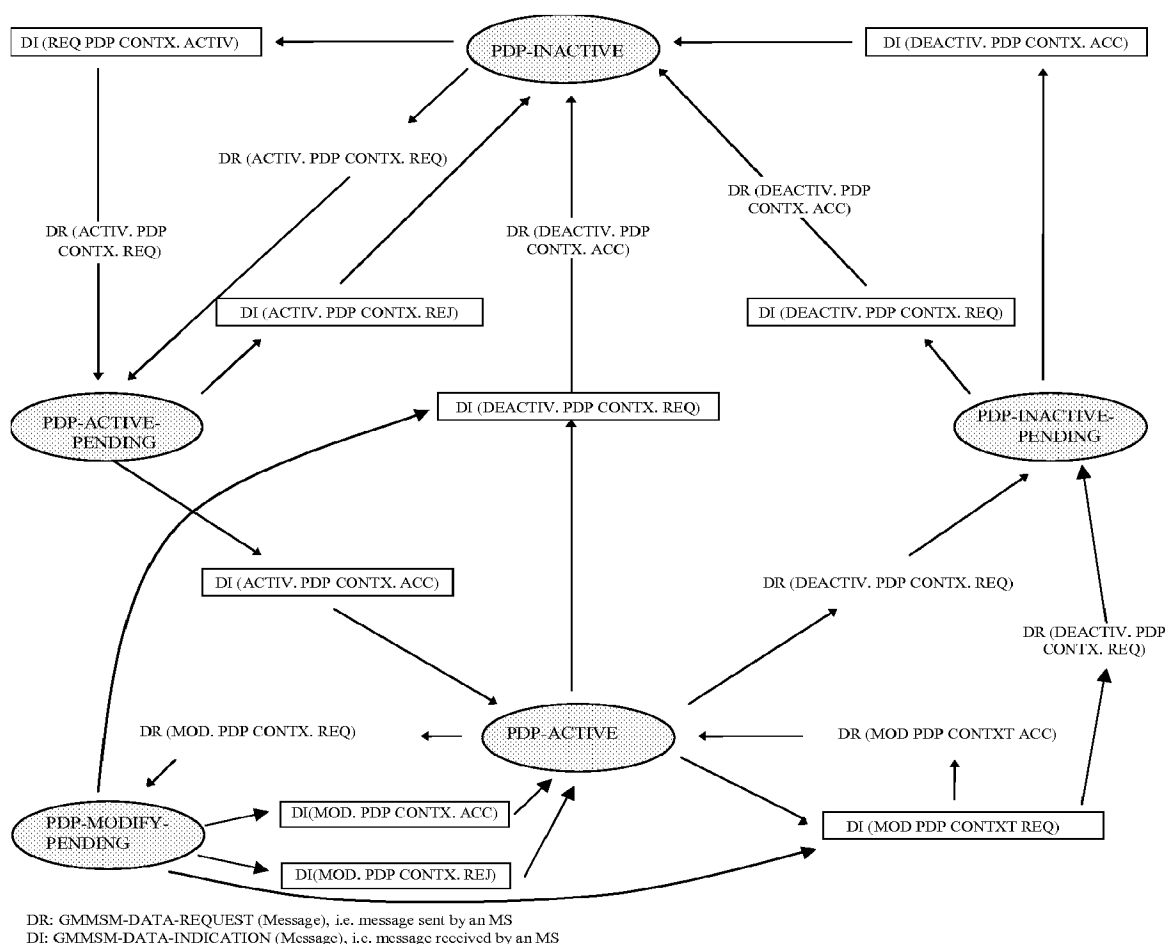 DI (REQ PDP CONTX. ACTIV)
PDP-INACTIVE
DI (DEACTIV. PDP CONTX. ACC)
DR (ACTIV. PDP CONTX. REQ)
DR (DEACTIV. PDP
CONTX. ACC)
DR (ACTIV. PDP
CONTX. REQ)
DR (DEACTIV. PDP
CONTX. ACC)
DI (ACTIV. PDP CONTX. REJ)
DI (DEACTIV. PDP CONTX. REQ)
PDP-ACTIVE-
PENDING
DI (DEACTIV. PDP CONTX. REQ)
PDP-INACTIVE-
PENDING
DI (ACTIV. PDP CONTX. ACC)
DR (DEACTIV. PDP CONTX. REQ)
DR (DEACTIV. PDP
CONTX. REQ)
DR (MOD. PDP CONTX. REQ)
PDP-ACTIVE
DR (MOD PDP CONTXT ACC)
PDP-MODIFY-
PENDING
DI(MOD. PDP CONTX. ACC)
DI (MOD PDP CONTXT REQ)
DI(MOD. PDP CONTX. REJ)
DR: GMMSM-DATA-REQUEST (Message), i.e. message sent by an MS
DI: GMMSM-DATA-INDICATION (Message), i.e. message received by an MS